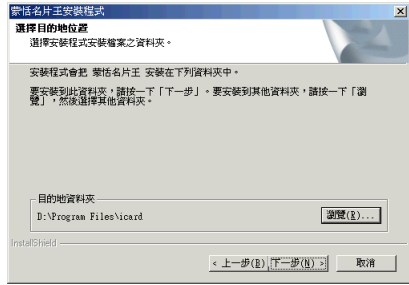 蒙恬名片王安裝程式
選擇目的地位置
選擇安裝程式安裝檔案之資料夾。
安裝程式會把 蒙恬名片王 安裝在下列資料夾中。
要安裝到此資料夾，請按一下「下一步」。要安裝到其他資料夾，請按一下「瀏
覽」，然後選擇其他資料夾。
目的地資料夾
D:\Program Files\icard
瀏覽(R)...
InstallShield
< 上一步(B) 下一步(N) > 取消